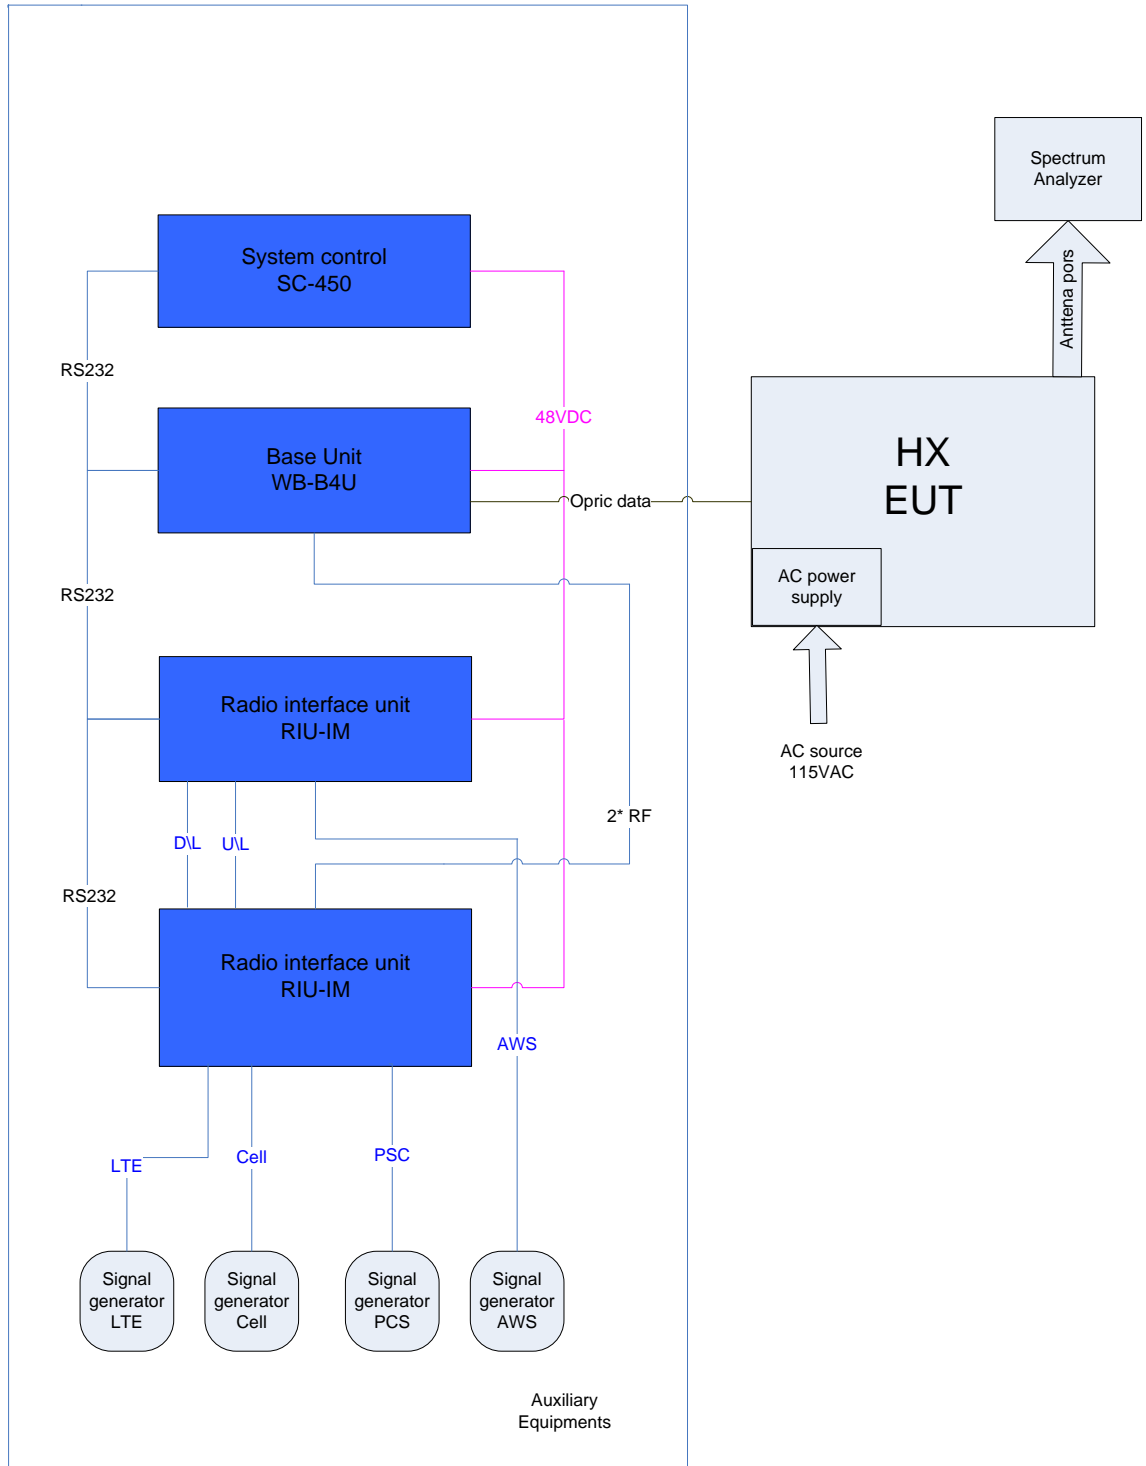 Spectrum
Analyzer
Anttena pors
System control
SC-450
RS232
48VDC
Base Unit
WB-B4U
Opric data
HX
EUT
AC power
supply
RS232
Radio interface unit
RIU-IM
AC source
115VAC
2* RF
D\L
U\L
RS232
Radio interface unit
RIU-IM
AWS
LTE
Cell
PSC
Signal
generator
LTE
Signal
generator
Cell
Signal
generator
PCS
Signal
generator
AWS
Auxiliary
Equipments